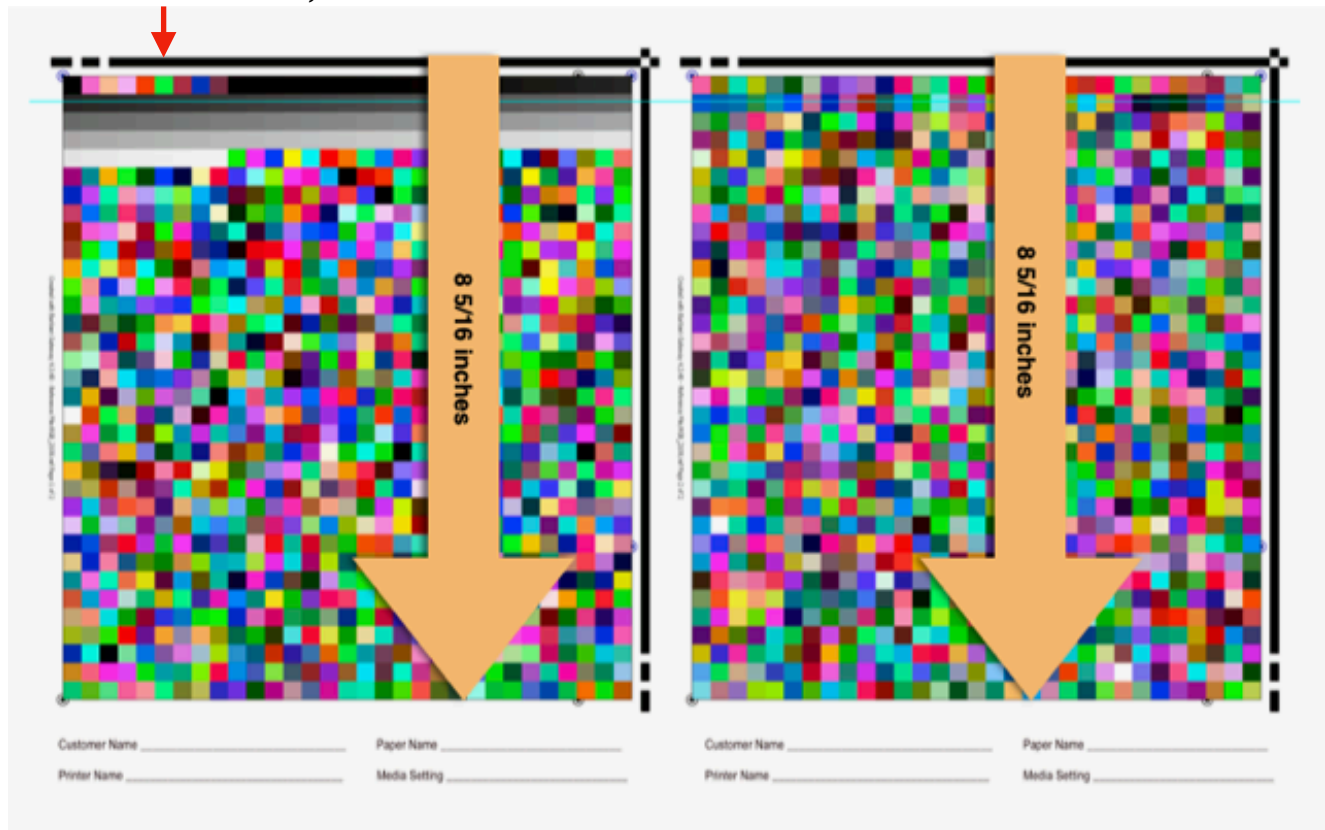 8 5/16 inches
8 5/16 inches
Customer Name
Paper Name
Printer Name
Media Setting
Customer Name
Paper Name
Printer Name
Media Setting